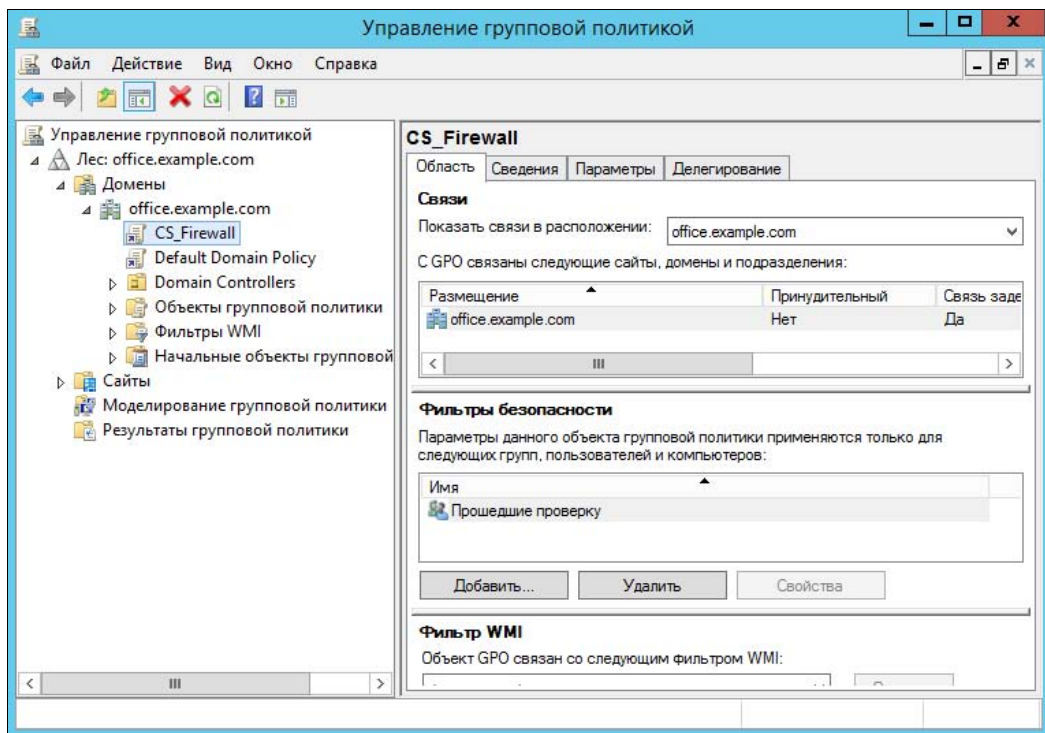 Управление групповой политикой
Файл Действие Вид Окно Справка
Управление групповой политикой
Лес: office.example.com
Домены
office.example.com
CS_Firewall
Default Domain Policy
Domain Controllers
Объекты групповой политики
Фильтры WMI
Начальные объекты групповой
Сайты
Моделирование групповой политики
Результаты групповой политики
CS_Firewall
Область Сведения Параметры Делегирование
Связи
Показать связи в расположении: office.example.com
С GPO связаны следующие сайты, домены и подразделения:
Размещение Принудительный Связь заде
office.example.com Нет Да
Фильтры безопасности
Параметры данного объекта групповой политики применяются только для
следующих групп, пользователей и компьютеров:
Имя
Прошедшие проверку
Добавить... Удалить Свойства
Фильтр WMI
Объект GPO связан со следующим фильтром WMI: